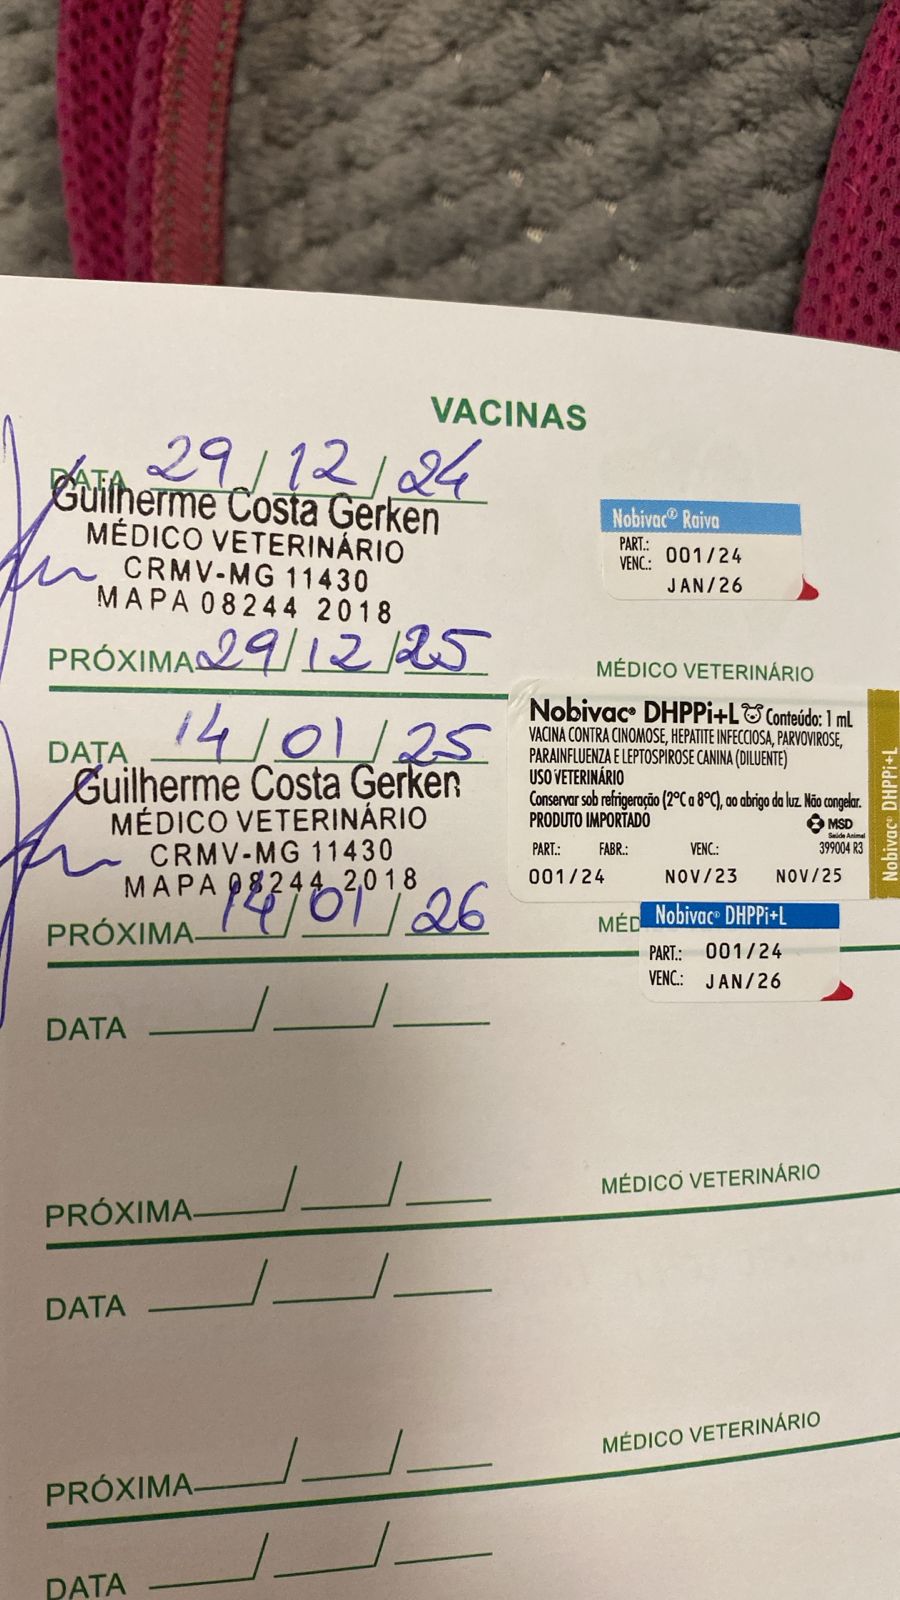 VACINAS
DATA 29/12/24
Guilherme Costa Gerken
MÉDICO VETERINÁRIO
CRMV-MG 11430
MAPA 08244 2018
PRÓXIMA 29/12/25
Nobivac® Raiva
PART.: 001/24
VENC.: JAN/26
MÉDICO VETERINÁRIO
DATA 14/01/25
Guilherme Costa Gerken
MÉDICO VETERINÁRIO
CRMV-MG 11430
MAPA 08244 2018
PRÓXIMA 14/01/26
Nobivac® DHPPi+L Conteúdo: 1 mL
VACINA CONTRA CINOMOSE, HEPATITE INFECCIOSA, PARVOVIROSE,
PARAINFLUENZA E LEPTOSPIROSE CANINA (DILUENTE)
USO VETERINÁRIO
Conservar sob refrigeração (2°C a 8°C), ao abrigo da luz. Não congelar.
PRODUTO IMPORTADO
MSD
Saúde Animal
399004 R3
PART.: FABR.: VENC.:
001/24 NOV/23 NOV/25
Nobivac® DHPPi+L
MÉD
Nobivac® DHPPi+L
PART.: 001/24
VENC.: JAN/26
DATA / /
PRÓXIMA / /
MÉDICO VETERINÁRIO
DATA / /
PRÓXIMA / /
MÉDICO VETERINÁRIO
DATA / /